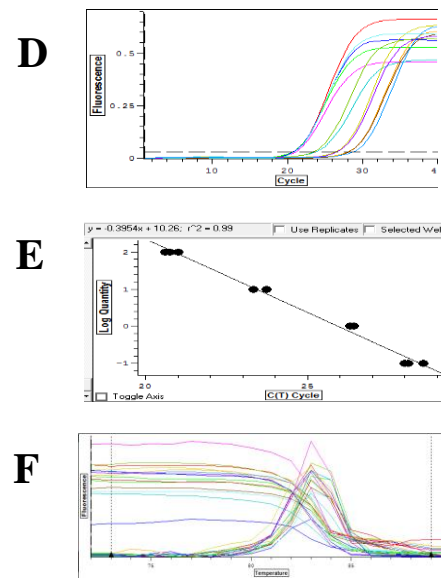 D
Fluorescence
0.5
0.25
0
10
20
30
4
Cycle
E
y = -0.3954x + 10.26; r^2 = 0.99
Use Replicates
Selected Wel
Log Quantity
2
1
0
-1
20
25
Toggle Axis
C(T) Cycle
F
Fluorescence
Temperature